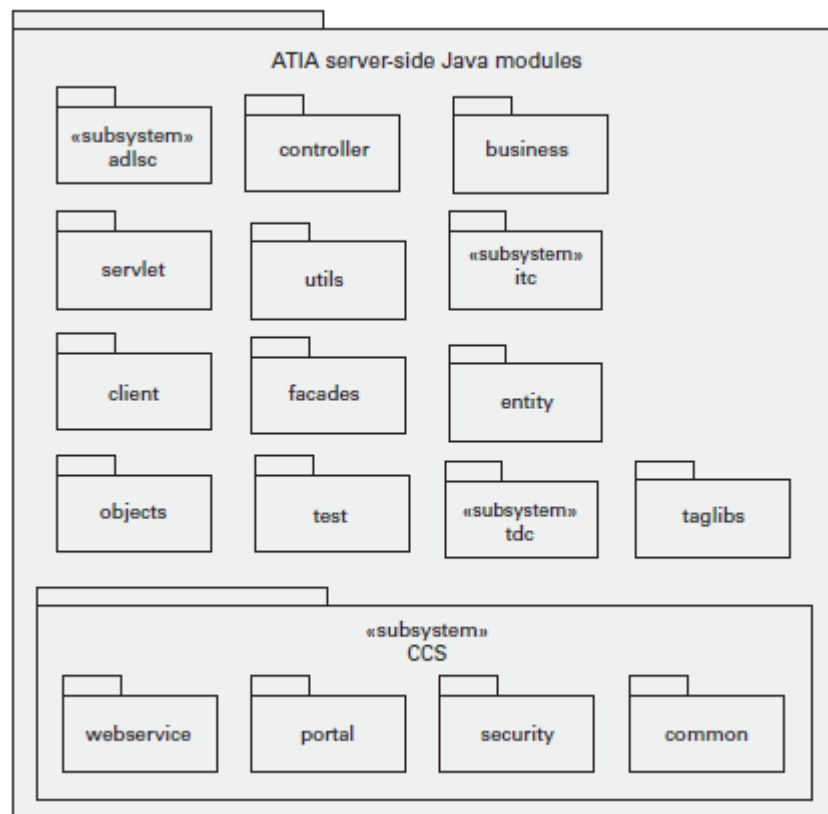 ATIA server-side Java modules
«subsystem»
adlsc
controller
business
servlet
utils
«subsystem»
itc
client
facades
entity
objects
test
«subsystem»
tdc
taglibs
«subsystem»
CCS
webservice
portal
security
common